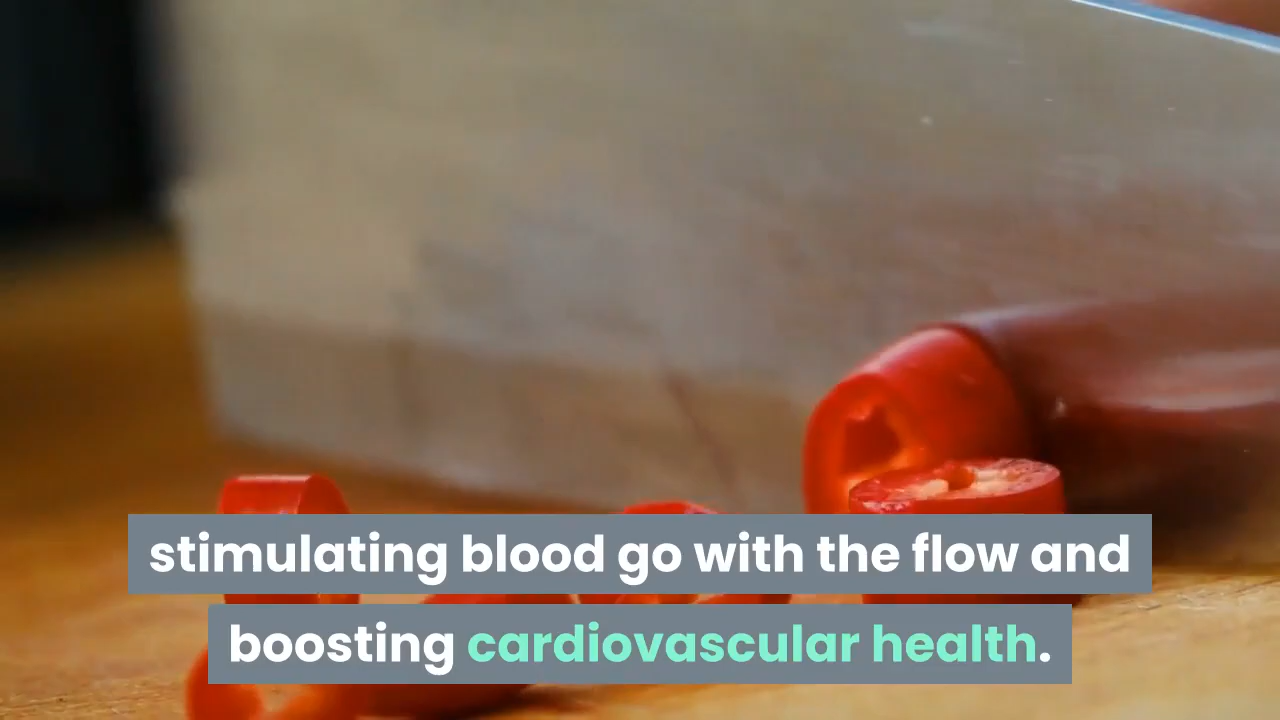 stimulating blood go with the flow and
boosting cardiovascular health.